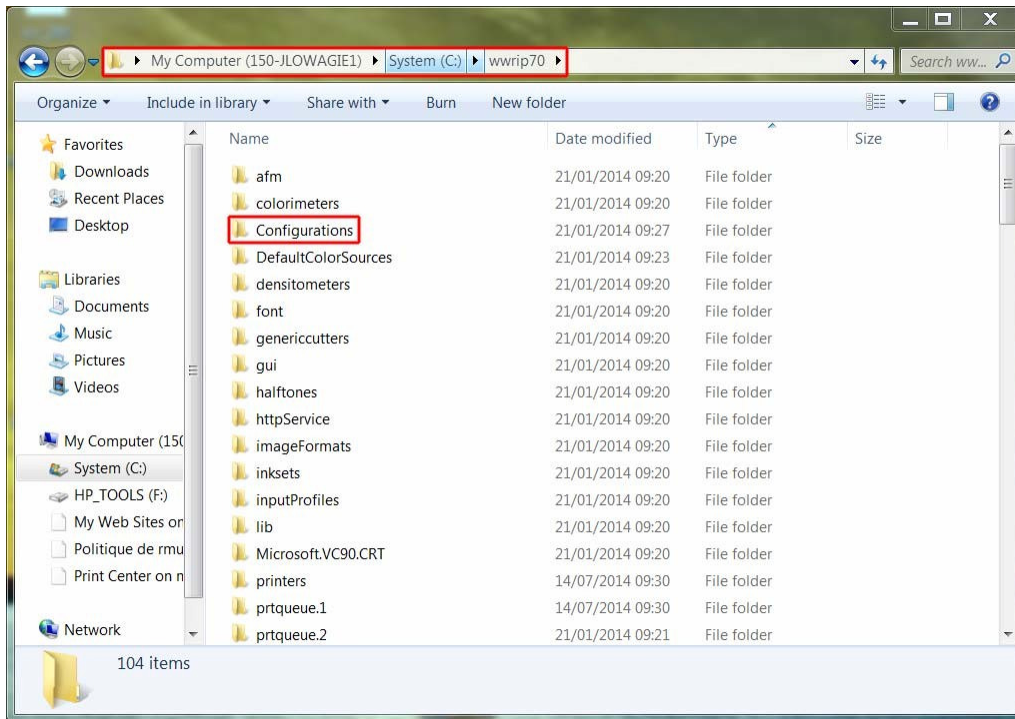 My Computer (150-JLOWAGIE1) System (C:) wwrip70 Search ww...
Organize Include in library Share with Burn New folder
Name Date modified Type Size
Favorites
Downloads
Recent Places
Desktop
Libraries
Documents
Music
Pictures
Videos
My Computer (150
System (C:)
HP_TOOLS (F:)
My Web Sites on
Politique de rmu
Print Center on n
Network
afm 21/01/2014 09:20 File folder
colorimeters 21/01/2014 09:20 File folder
Configurations 21/01/2014 09:27 File folder
DefaultColorSources 21/01/2014 09:23 File folder
densitometers 21/01/2014 09:20 File folder
font 21/01/2014 09:20 File folder
genericcutters 21/01/2014 09:20 File folder
gui 21/01/2014 09:20 File folder
halftones 21/01/2014 09:20 File folder
httpService 21/01/2014 09:20 File folder
imageFormats 21/01/2014 09:20 File folder
inksets 21/01/2014 09:20 File folder
inputProfiles 21/01/2014 09:20 File folder
lib 21/01/2014 09:20 File folder
Microsoft.VC90.CRT 21/01/2014 09:20 File folder
printers 14/07/2014 09:30 File folder
prtqueue.1 14/07/2014 09:30 File folder
prtqueue.2 21/01/2014 09:21 File folder
104 items